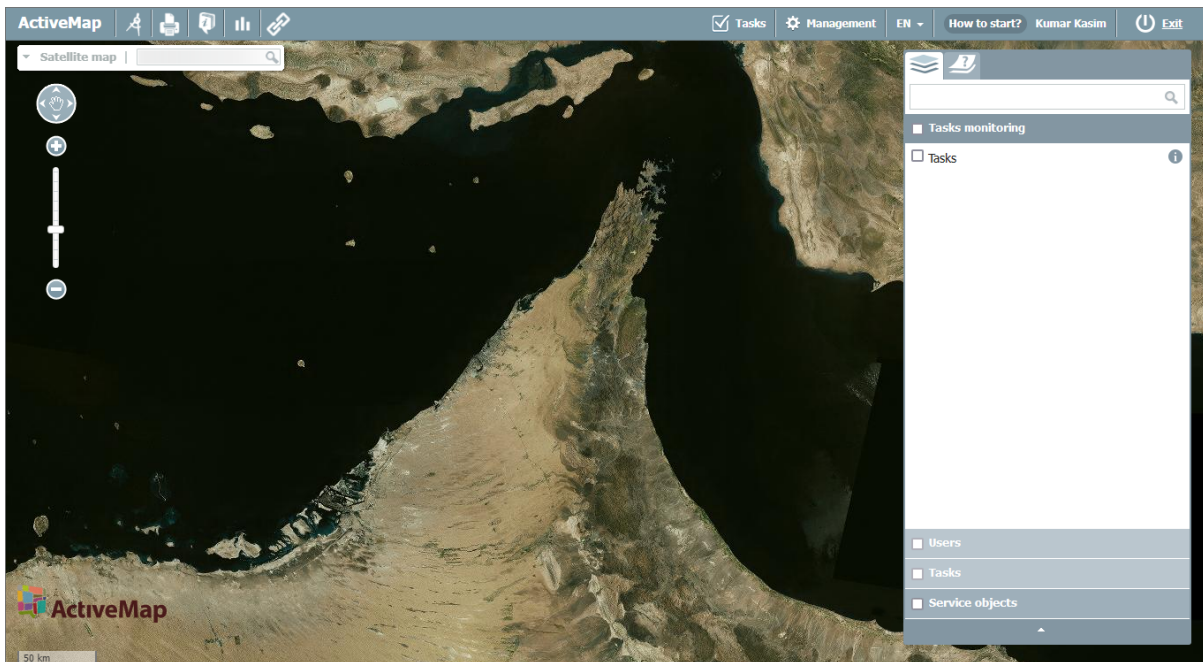 ActiveMap
Tasks
Management
EN
How to start?
Kumar Kasim
Exit
Satellite map
Tasks monitoring
Tasks
Users
Tasks
Service objects
ActiveMap
50 km